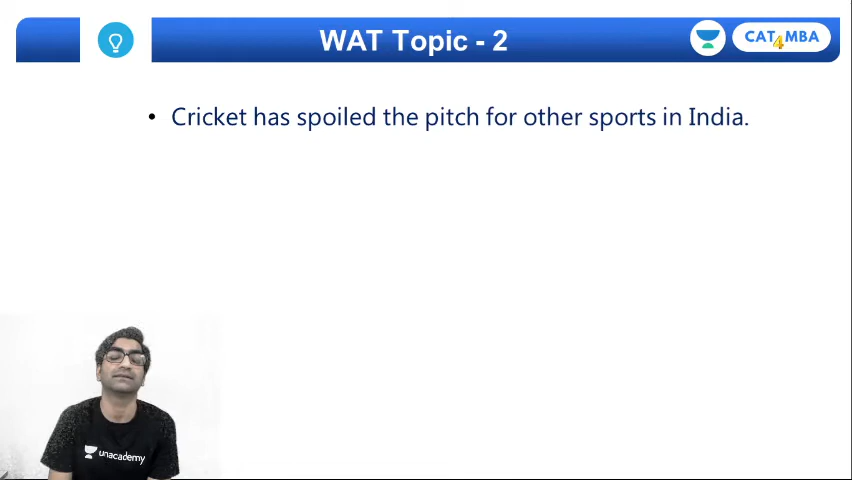 WAT Topic - 2
CAT4MBA
• Cricket has spoiled the pitch for other sports in India.
unacademy